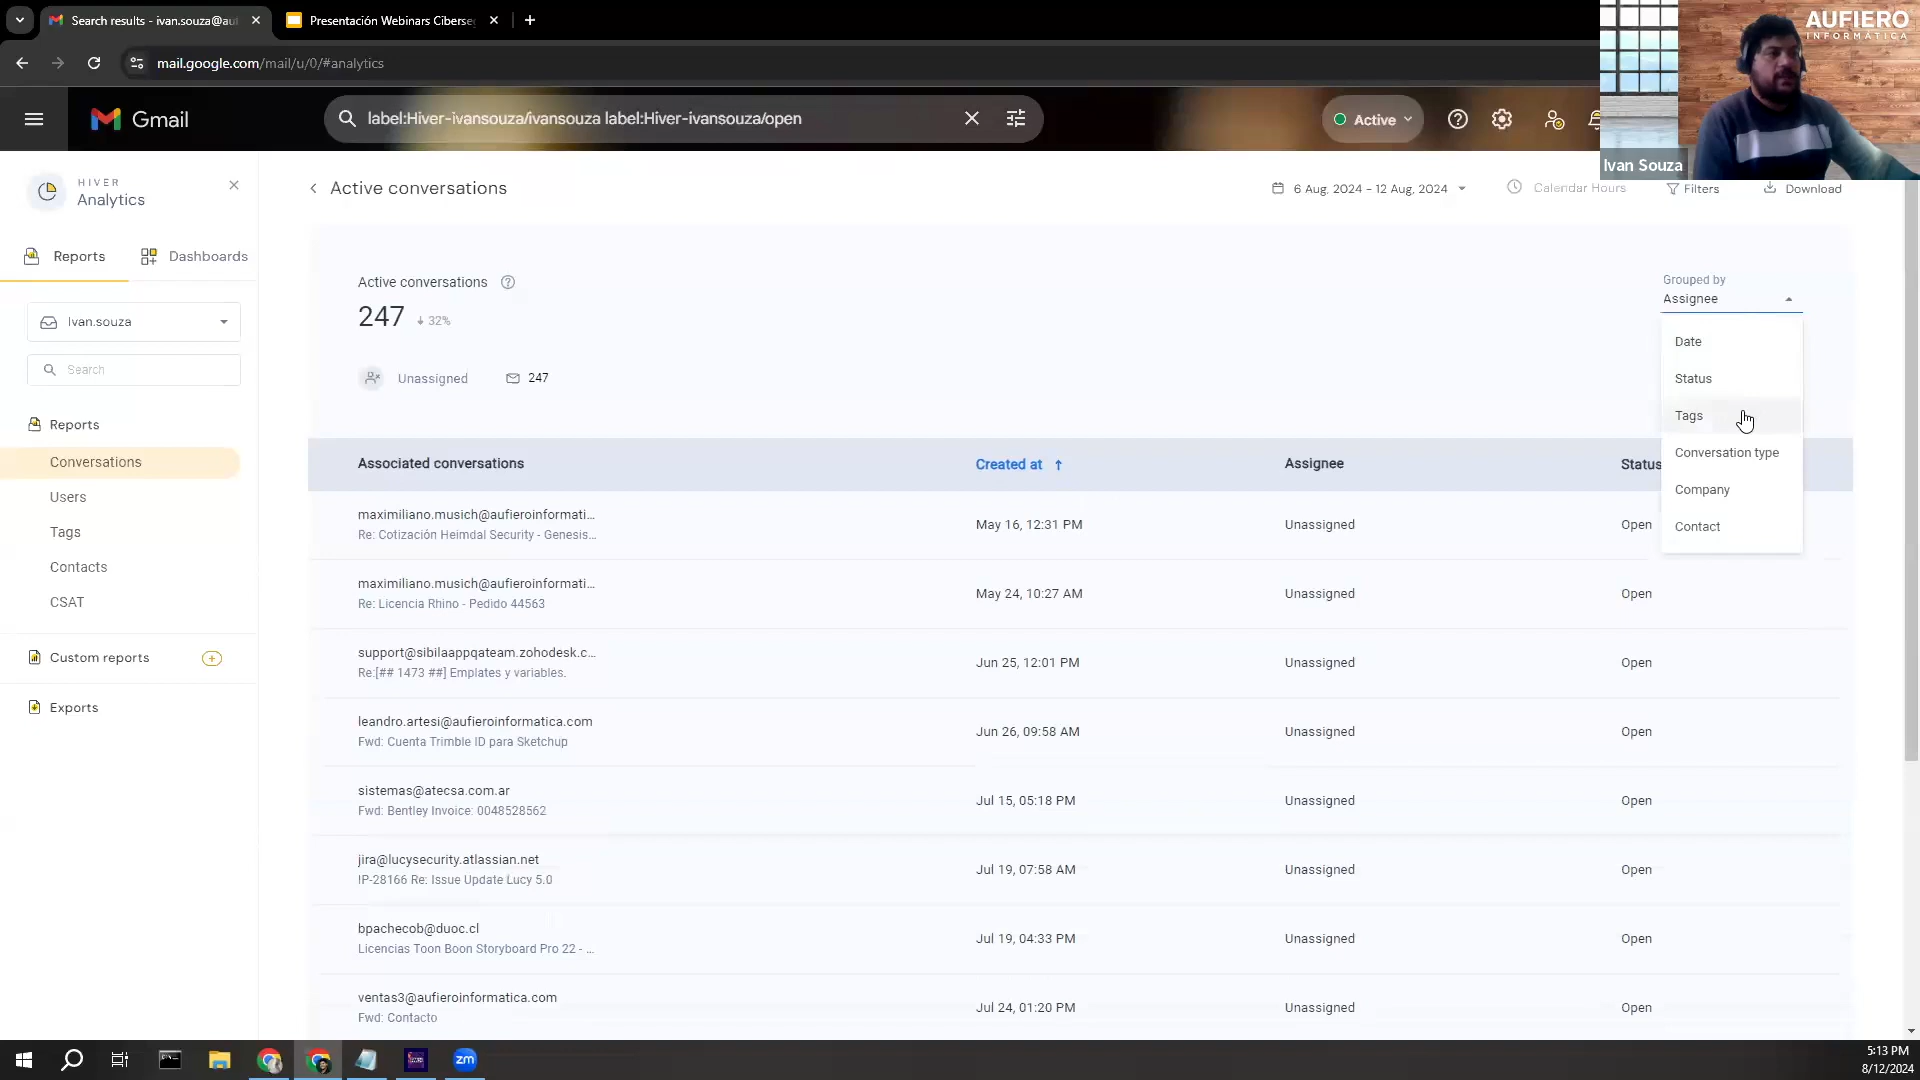 Search results - ivan.souza@au
Presentación Webinars Ciberse
AUFIERO
INFORMÁTICA
mail.google.com/mail/u/0/#analytics
Gmail
label:Hiver-ivansouza/ivansouza label:Hiver-ivansouza/open
Active
Ivan Souza
HIVER
Analytics
Active conversations
6 Aug, 2024 - 12 Aug, 2024
Calendar Hours
Filters
Download
Reports
Dashboards
Ivan.souza
Search
Reports
Conversations
Users
Tags
Contacts
CSAT
Custom reports
Exports
Active conversations
247
32%
Unassigned
247
Grouped by
Assignee
Date
Status
Tags
Conversation type
Company
Contact
Associated conversations
Created at
Assignee
Status
maximiliano.musich@aufieroinformati...
Re: Cotización Heimdal Security - Genesis...
May 16, 12:31 PM
Unassigned
Open
maximiliano.musich@aufieroinformati...
Re: Licencia Rhino - Pedido 44563
May 24, 10:27 AM
Unassigned
Open
support@sibilaappqateam.zohodesk.c...
Re:[## 1473 ##] Emplates y variables.
Jun 25, 12:01 PM
Unassigned
Open
leandro.artesi@aufieroinformatica.com
Fwd: Cuenta Trimble ID para Sketchup
Jun 26, 09:58 AM
Unassigned
Open
sistemas@atecsa.com.ar
Fwd: Bentley Invoice: 0048528562
Jul 15, 05:18 PM
Unassigned
Open
jira@lucysecurity.atlassian.net
IP-28166 Re: Issue Update Lucy 5.0
Jul 19, 07:58 AM
Unassigned
Open
bpachecob@duoc.cl
Licencias Toon Boon Storyboard Pro 22 - ...
Jul 19, 04:33 PM
Unassigned
Open
ventas3@aufieroinformatica.com
Fwd: Contacto
Jul 24, 01:20 PM
Unassigned
Open
zm
5:13 PM
8/12/2024